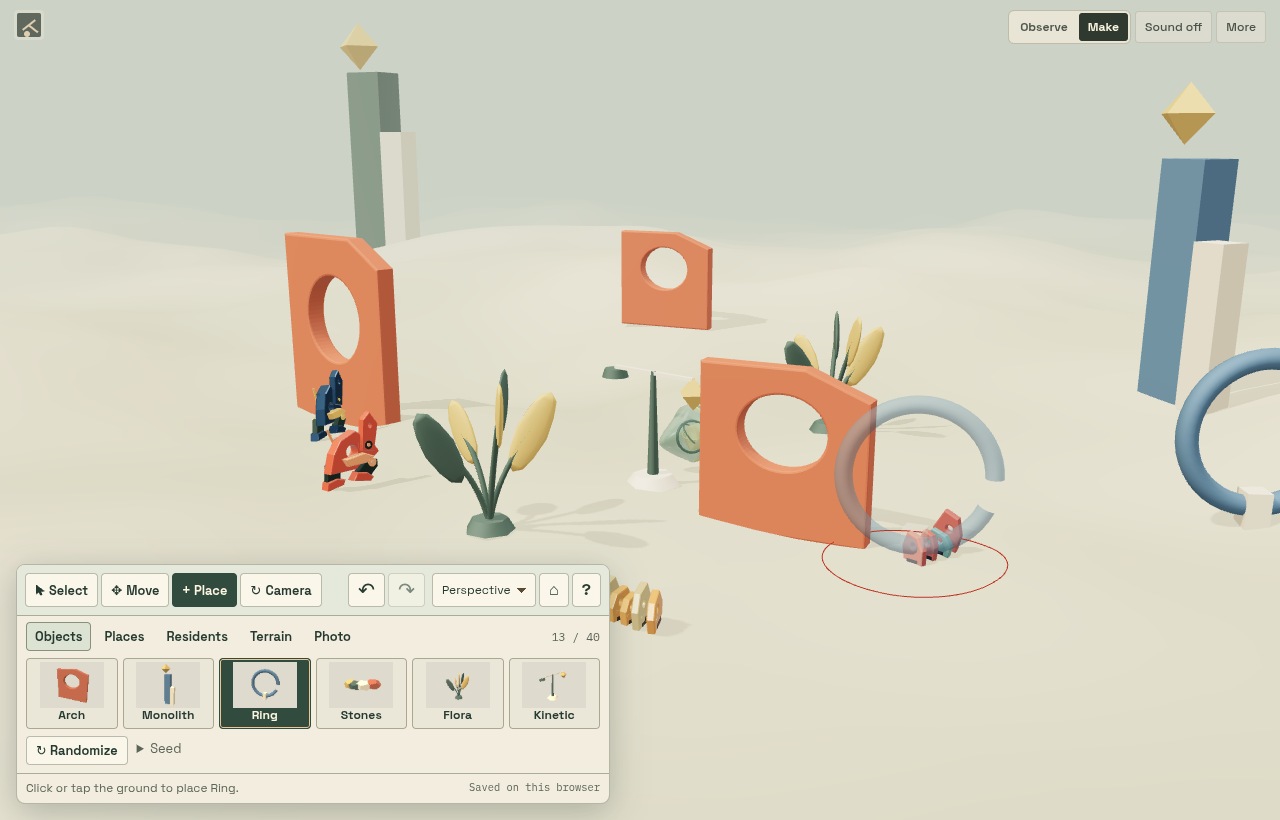 Observe Make Sound off More
Select Move + Place Camera Perspective ?
Objects Places Residents Terrain Photo 13 / 40
Arch Monolith Ring Stones Flora Kinetic
Randomize Seed
Click or tap the ground to place Ring. Saved on this browser